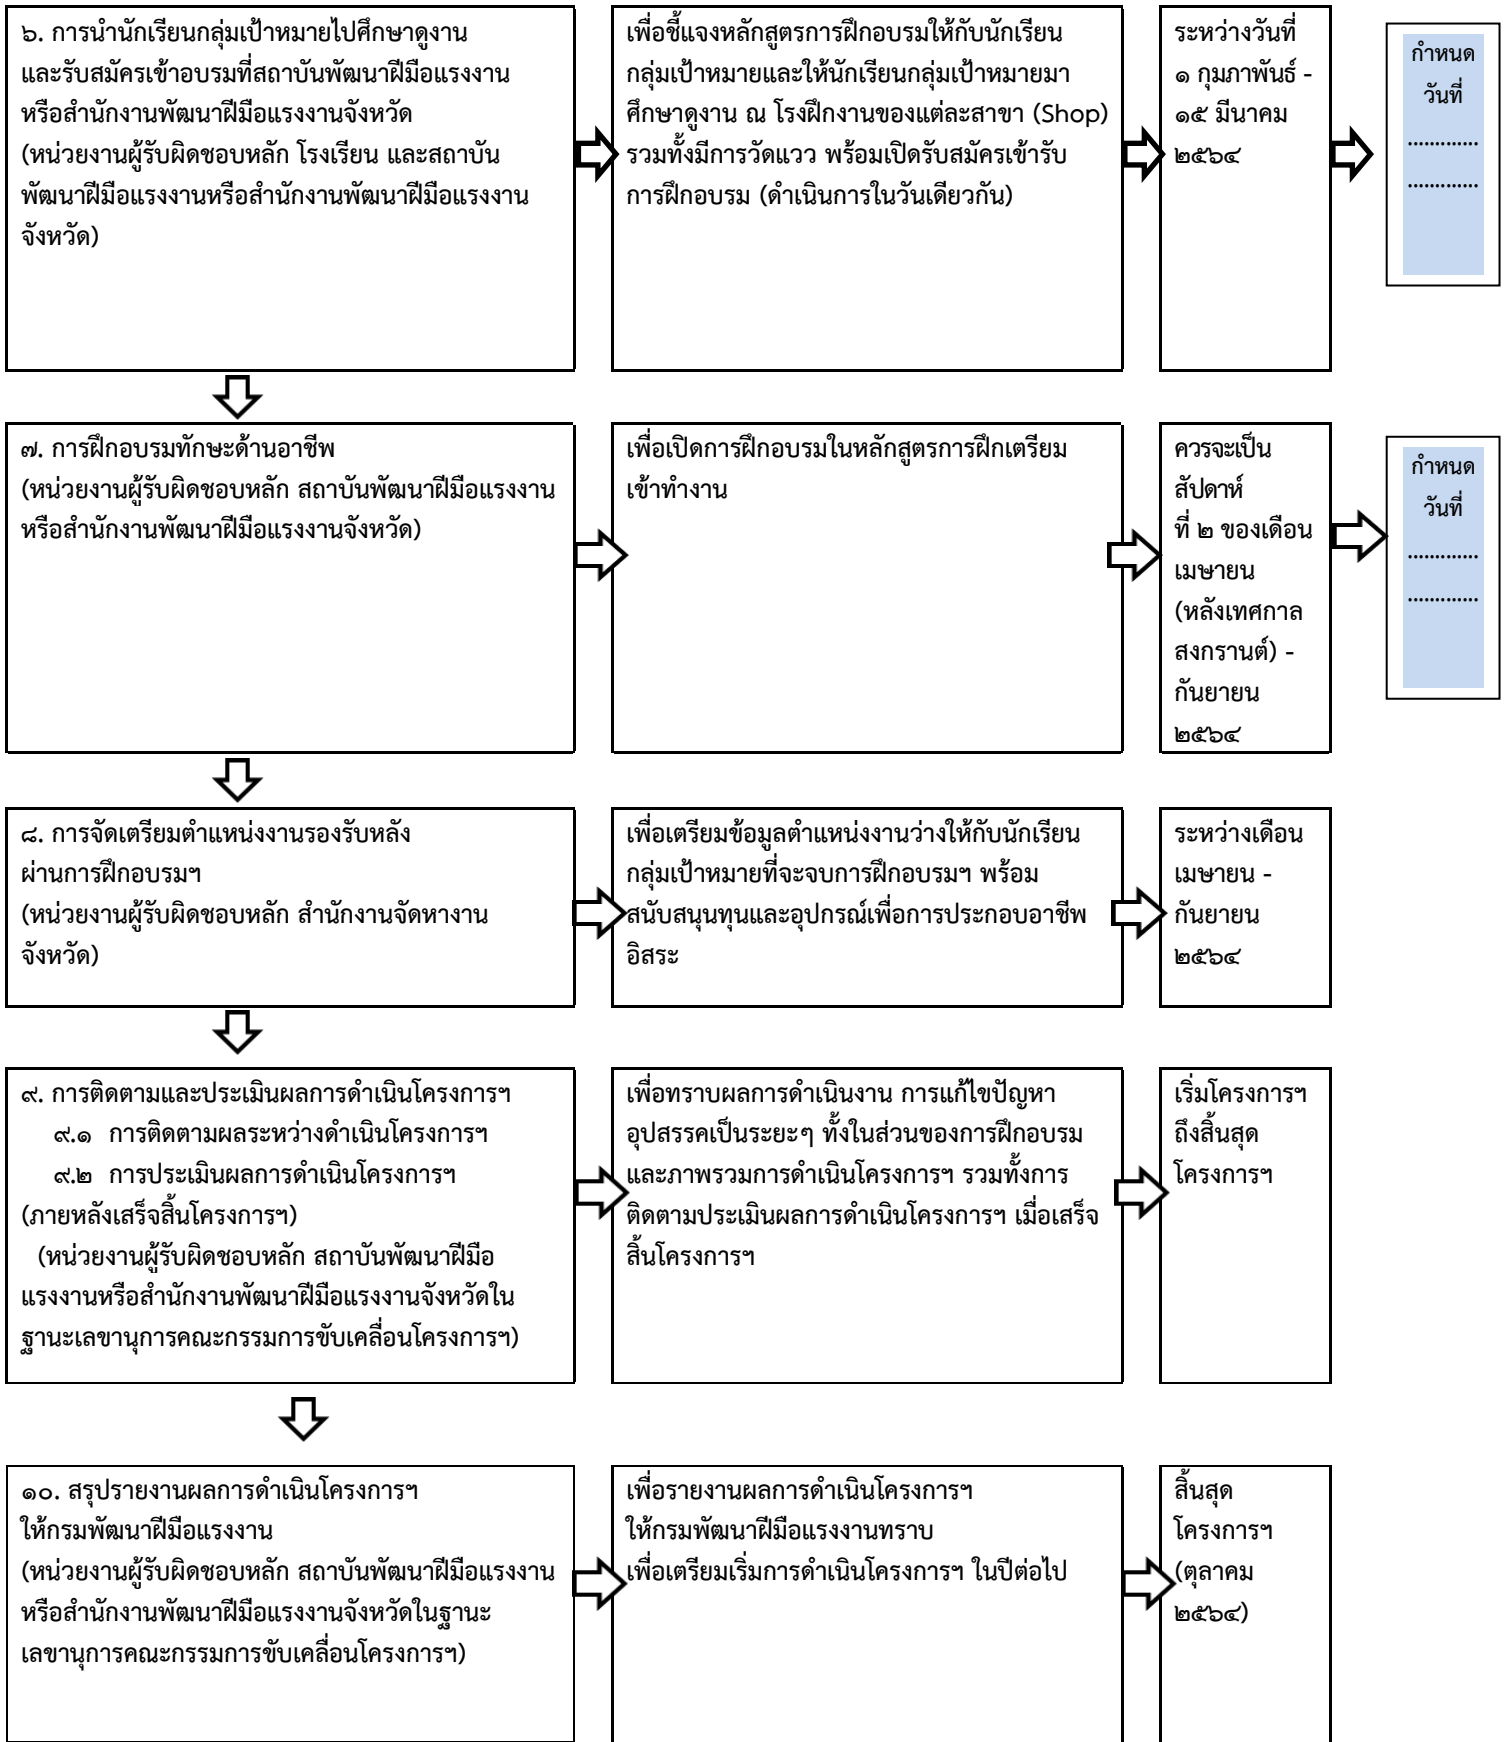 ๖. การนำนักเรียนกลุ่มเป้าหมายไปศึกษาดูงาน
และรับสมัครเข้าอบรมที่สถาบันพัฒนาฝีมือแรงงาน
หรือสำนักงานพัฒนาฝีมือแรงงานจังหวัด
(หน่วยงานผู้รับผิดชอบหลัก โรงเรียน และสถาบัน
พัฒนาฝีมือแรงงานหรือสำนักงานพัฒนาฝีมือแรงงาน
จังหวัด)
เพื่อชี้แจงหลักสูตรการฝึกอบรมให้กับนักเรียน
กลุ่มเป้าหมายและให้นักเรียนกลุ่มเป้าหมายมา
ศึกษาดูงาน ณ โรงฝึกงานของแต่ละสาขา (Shop)
รวมทั้งมีการวัดแวว พร้อมเปิดรับสมัครเข้ารับ
การฝึกอบรม (ดำเนินการในวันเดียวกัน)
ระหว่างวันที่
๑ กุมภาพันธ์ -
๑๕ มีนาคม
๒๕๖๔
กำหนด
วันที่
.............
.............
๗. การฝึกอบรมทักษะด้านอาชีพ
(หน่วยงานผู้รับผิดชอบหลัก สถาบันพัฒนาฝีมือแรงงาน
หรือสำนักงานพัฒนาฝีมือแรงงานจังหวัด)
เพื่อเปิดการฝึกอบรมในหลักสูตรการฝึกเตรียม
เข้าทำงาน
ควรจะเป็น
สัปดาห์
ที่ ๒ ของเดือน
เมษายน
(หลังเทศกาล
สงกรานต์) -
กันยายน
๒๕๖๔
กำหนด
วันที่
.............
.............
๘. การจัดเตรียมตำแหน่งงานรองรับหลัง
ผ่านการฝึกอบรมฯ
(หน่วยงานผู้รับผิดชอบหลัก สำนักงานจัดหางาน
จังหวัด)
เพื่อเตรียมข้อมูลตำแหน่งงานว่างให้กับนักเรียน
กลุ่มเป้าหมายที่จะจบการฝึกอบรมฯ พร้อม
สนับสนุนทุนและอุปกรณ์เพื่อการประกอบอาชีพ
อิสระ
ระหว่างเดือน
เมษายน -
กันยายน
๒๕๖๔
๙. การติดตามและประเมินผลการดำเนินโครงการฯ
๙.๑ การติดตามผลระหว่างดำเนินโครงการฯ
๙.๒ การประเมินผลการดำเนินโครงการฯ
(ภายหลังเสร็จสิ้นโครงการฯ)
(หน่วยงานผู้รับผิดชอบหลัก สถาบันพัฒนาฝีมือ
แรงงานหรือสำนักงานพัฒนาฝีมือแรงงานจังหวัดใน
ฐานะเลขานุการคณะกรรมการขับเคลื่อนโครงการฯ)
เพื่อทราบผลการดำเนินงาน การแก้ไขปัญหา
อุปสรรคเป็นระยะๆ ทั้งในส่วนของการฝึกอบรม
และภาพรวมการดำเนินโครงการฯ รวมทั้งการ
ติดตามประเมินผลการดำเนินโครงการฯ เมื่อเสร็จ
สิ้นโครงการฯ
เริ่มโครงการฯ
ถึงสิ้นสุด
โครงการฯ
๑๐. สรุปรายงานผลการดำเนินโครงการฯ
ให้กรมพัฒนาฝีมือแรงงาน
(หน่วยงานผู้รับผิดชอบหลัก สถาบันพัฒนาฝีมือแรงงาน
หรือสำนักงานพัฒนาฝีมือแรงงานจังหวัดในฐานะ
เลขานุการคณะกรรมการขับเคลื่อนโครงการฯ)
เพื่อรายงานผลการดำเนินโครงการฯ
ให้กรมพัฒนาฝีมือแรงงานทราบ
เพื่อเตรียมเริ่มการดำเนินโครงการฯ ในปีต่อไป
สิ้นสุด
โครงการฯ
(ตุลาคม
๒๕๖๔)